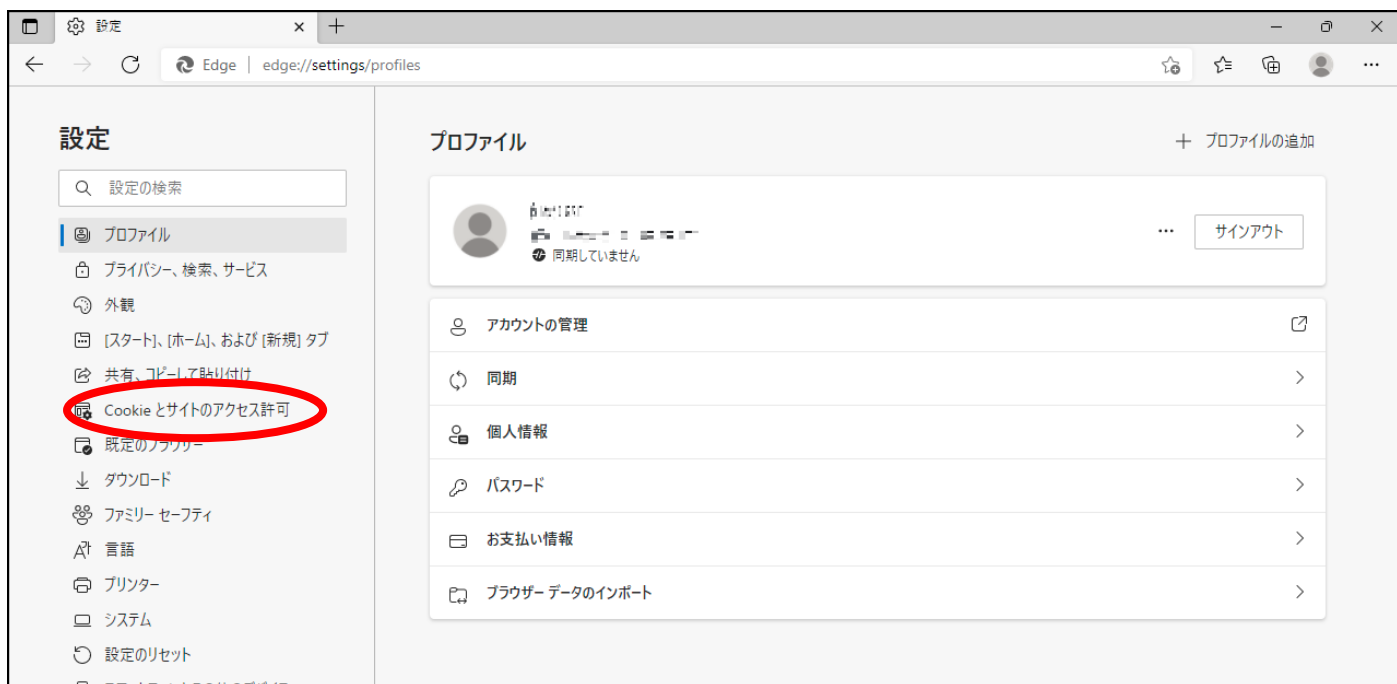 設定
Edge | edge://settings/profiles
設定
設定の検索
プロファイル
プライバシー、検索、サービス
外観
[スタート]、[ホーム]、および [新規] タブ
共有、コピーして貼り付け
Cookie とサイトのアクセス許可
既定のブラウザー
ダウンロード
ファミリー セーフティ
言語
プリンター
システム
設定のリセット
プロファイル
プロファイルの追加
サインアウト
同期していません
アカウントの管理
同期
個人情報
パスワード
お支払い情報
ブラウザー データのインポート